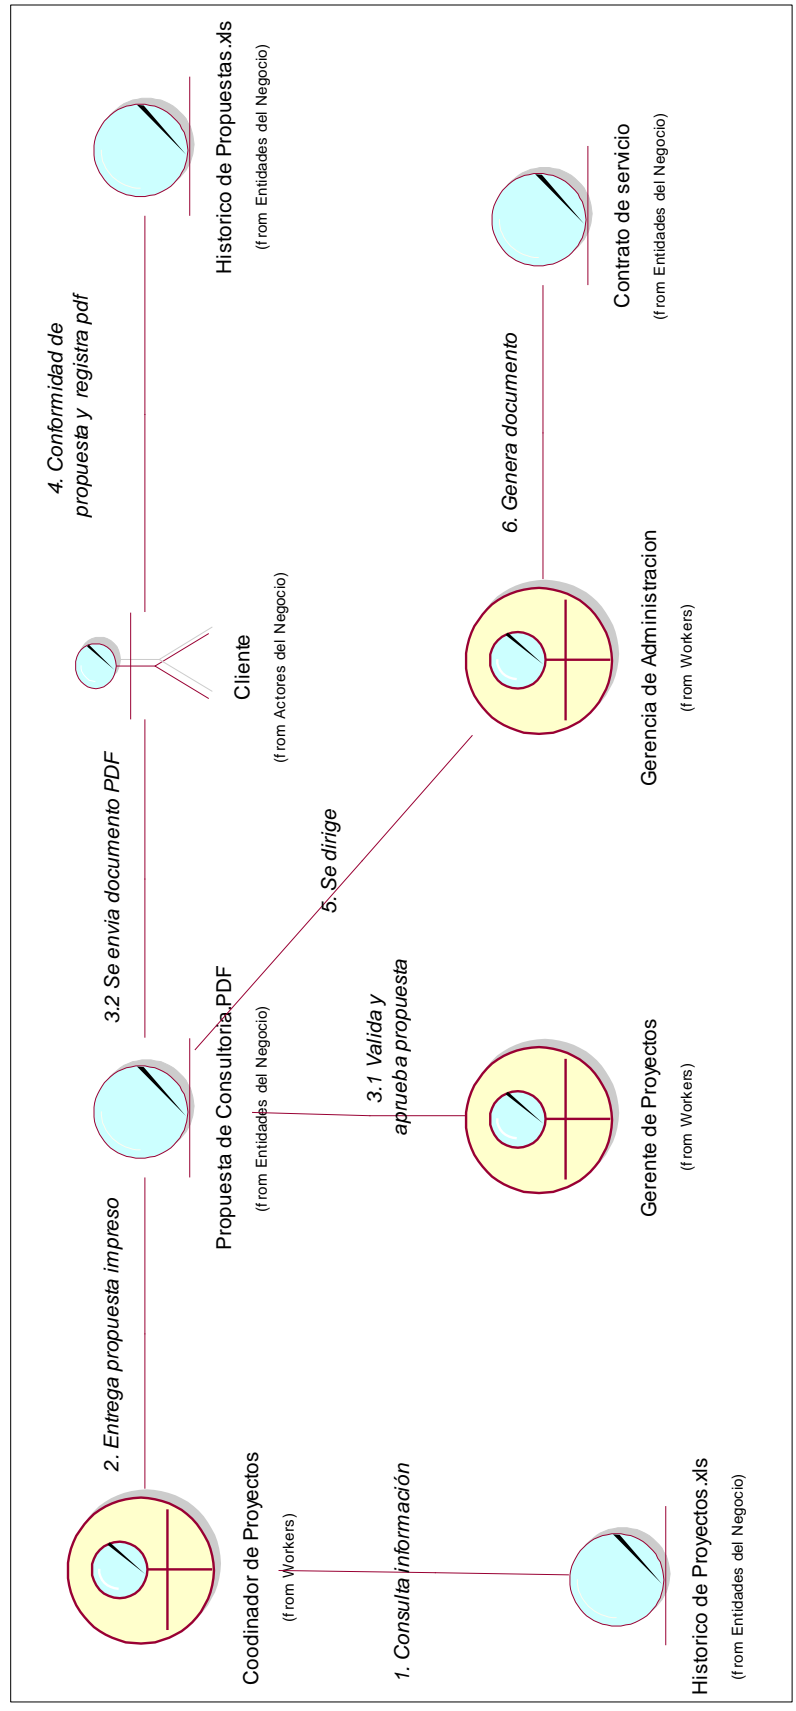 4. Conformidad de
propuesta y registra pdf
2. Entrega propuesta impreso
3.2 Se envia documento PDF
Coodinador de Proyectos
(from Workers)
Propuesta de Consultoria.PDF
(from Entidades del Negocio)
Cliente
(from Actores del Negocio)
Historico de Propuestas.xls
(from Entidades del Negocio)
5. Se dirige
1. Consulta información
3.1 Valida y
aprueba propuesta
6. Genera documento
Historico de Proyectos.xls
(from Entidades del Negocio)
Gerente de Proyectos
(from Workers)
Gerencia de Administracion
(from Workers)
Contrato de servicio
(from Entidades del Negocio)